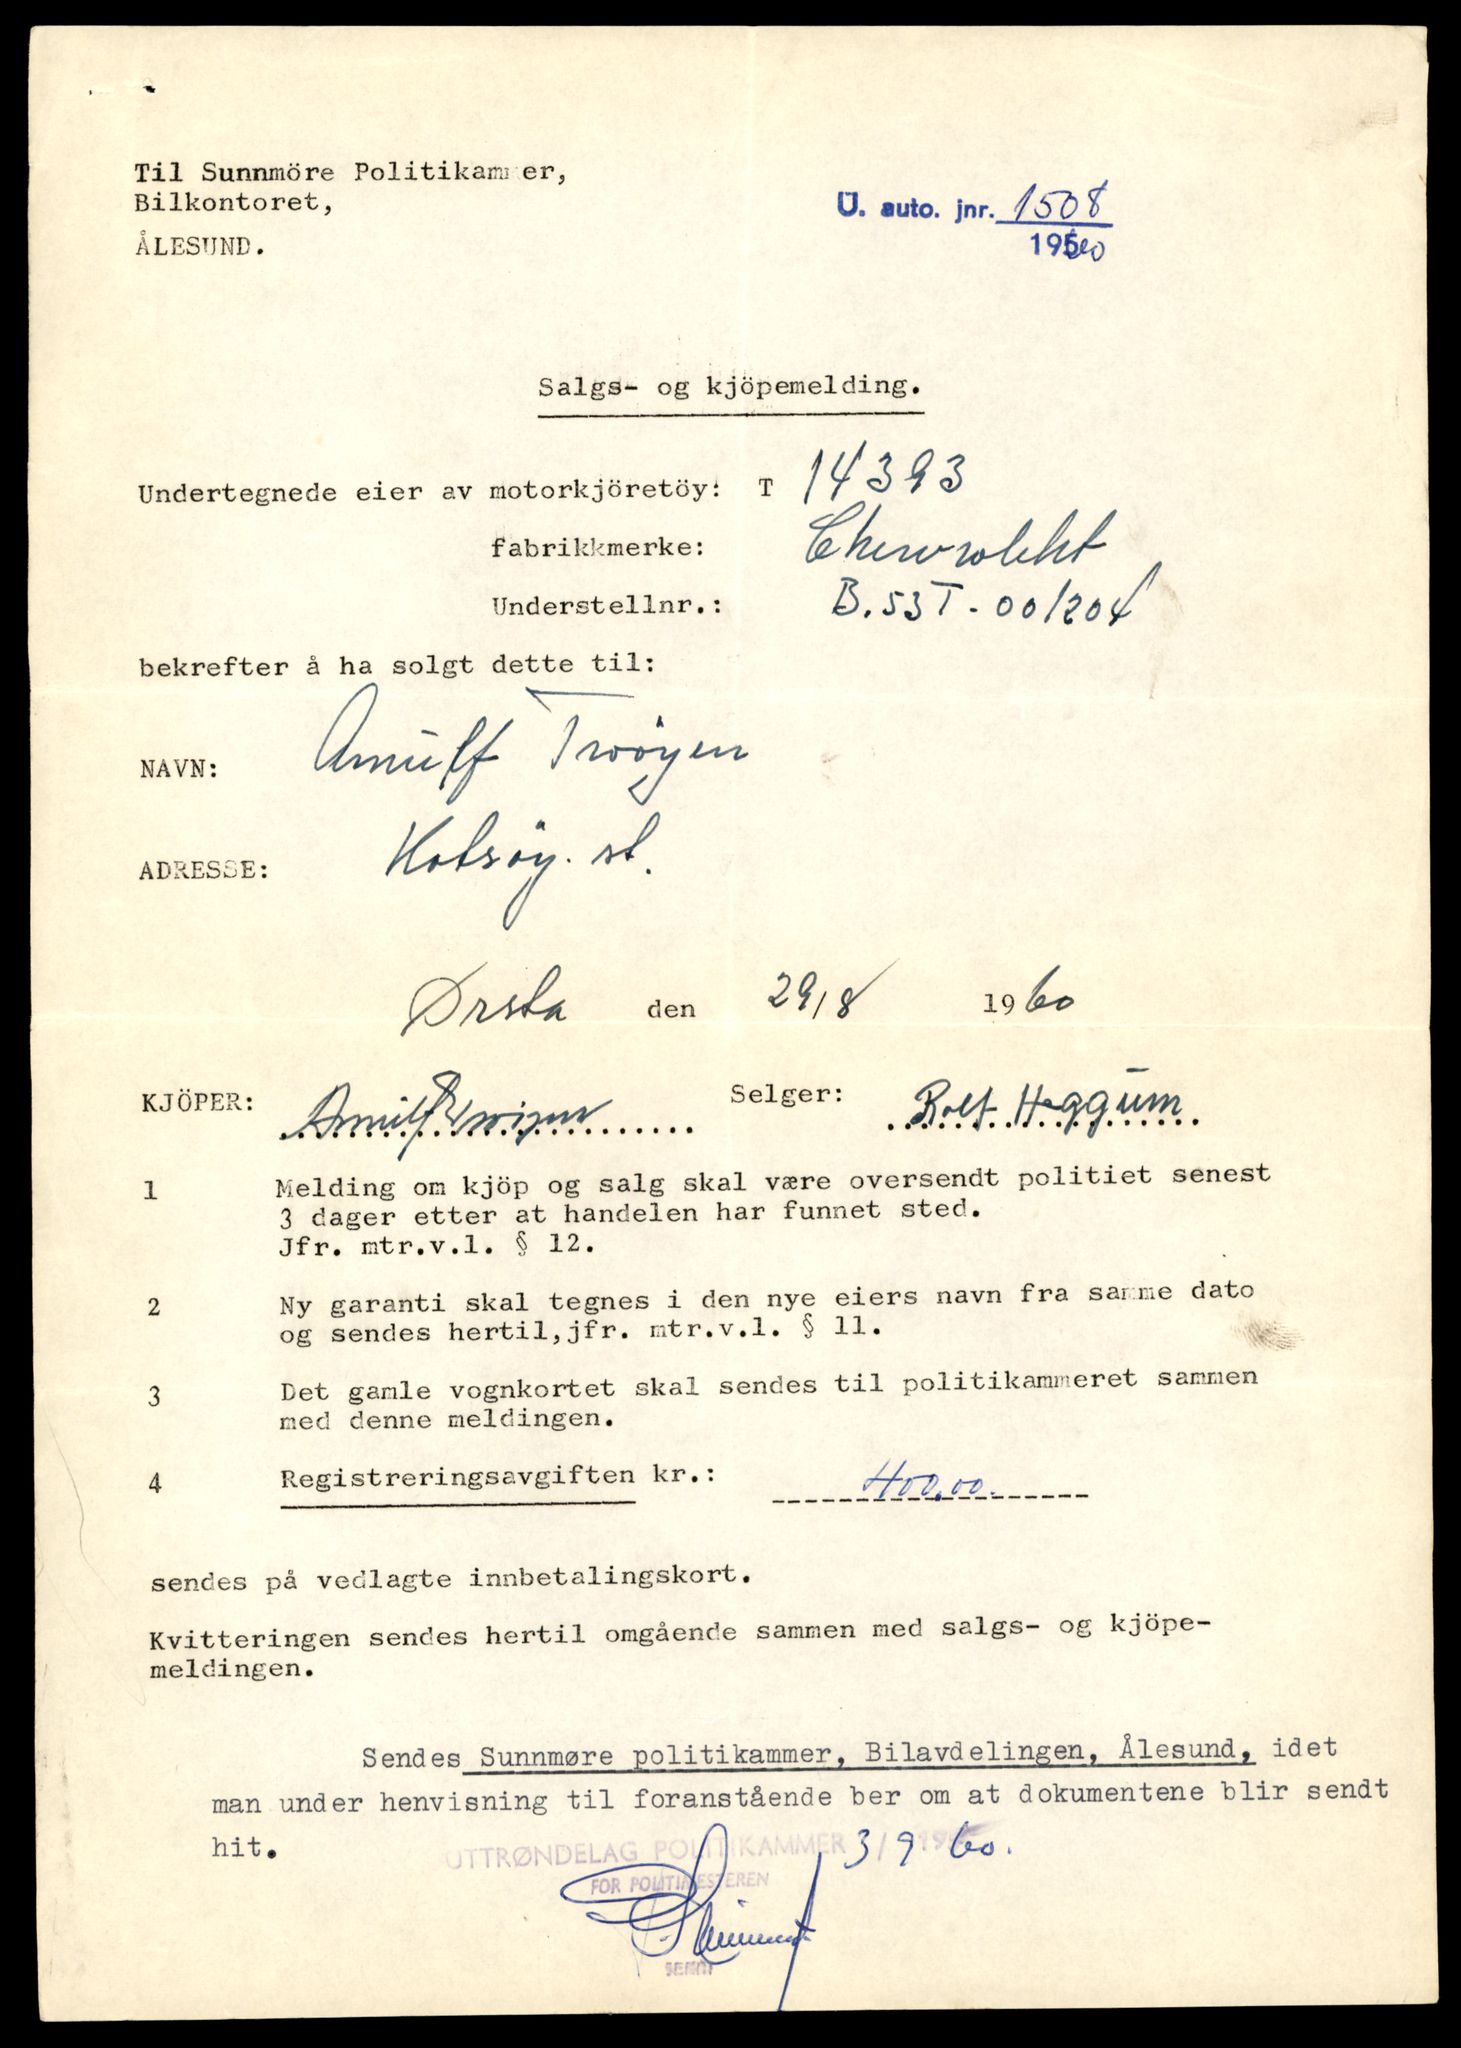 Til Sunnmöre Politikammer,
Bilkontoret,
ÅLESUND.
U. auto. jnr. 1508
1960
Salgs- og kjöpemelding.
Undertegnede eier av motorkjöretöy: T 14393
fabrikkmerke: Chevrolet
Understellnr.: B.53T-001204
bekrefter å ha solgt dette til:
NAVN: Arnulf Trøyen
ADRESSE: Kotsøy. st.
Ørsta den 29/8 1960
KJÖPER: Arnulf Trøyen Selger: Rolf Heggum
1 Melding om kjöp og salg skal være oversendt politiet senest
3 dager etter at handelen har funnet sted.
Jfr. mtr.v.l. § 12.
2 Ny garanti skal tegnes i den nye eiers navn fra samme dato
og sendes hertil,jfr. mtr.v.l. § 11.
3 Det gamle vognkortet skal sendes til politikammeret sammen
med denne meldingen.
4 Registreringsavgiften kr.: 400,00.
sendes på vedlagte innbetalingskort.
Kvitteringen sendes hertil omgående sammen med salgs- og kjöpe-
meldingen.
Sendes Sunnmøre politikammer, Bilavdelingen, Ålesund, idet
man under henvisning til foranstående ber om at dokumentene blir sendt
hit.
UTTRØNDELAG POLITIKAMMER 3/9 1960.
FOR POLITIMESTEREN